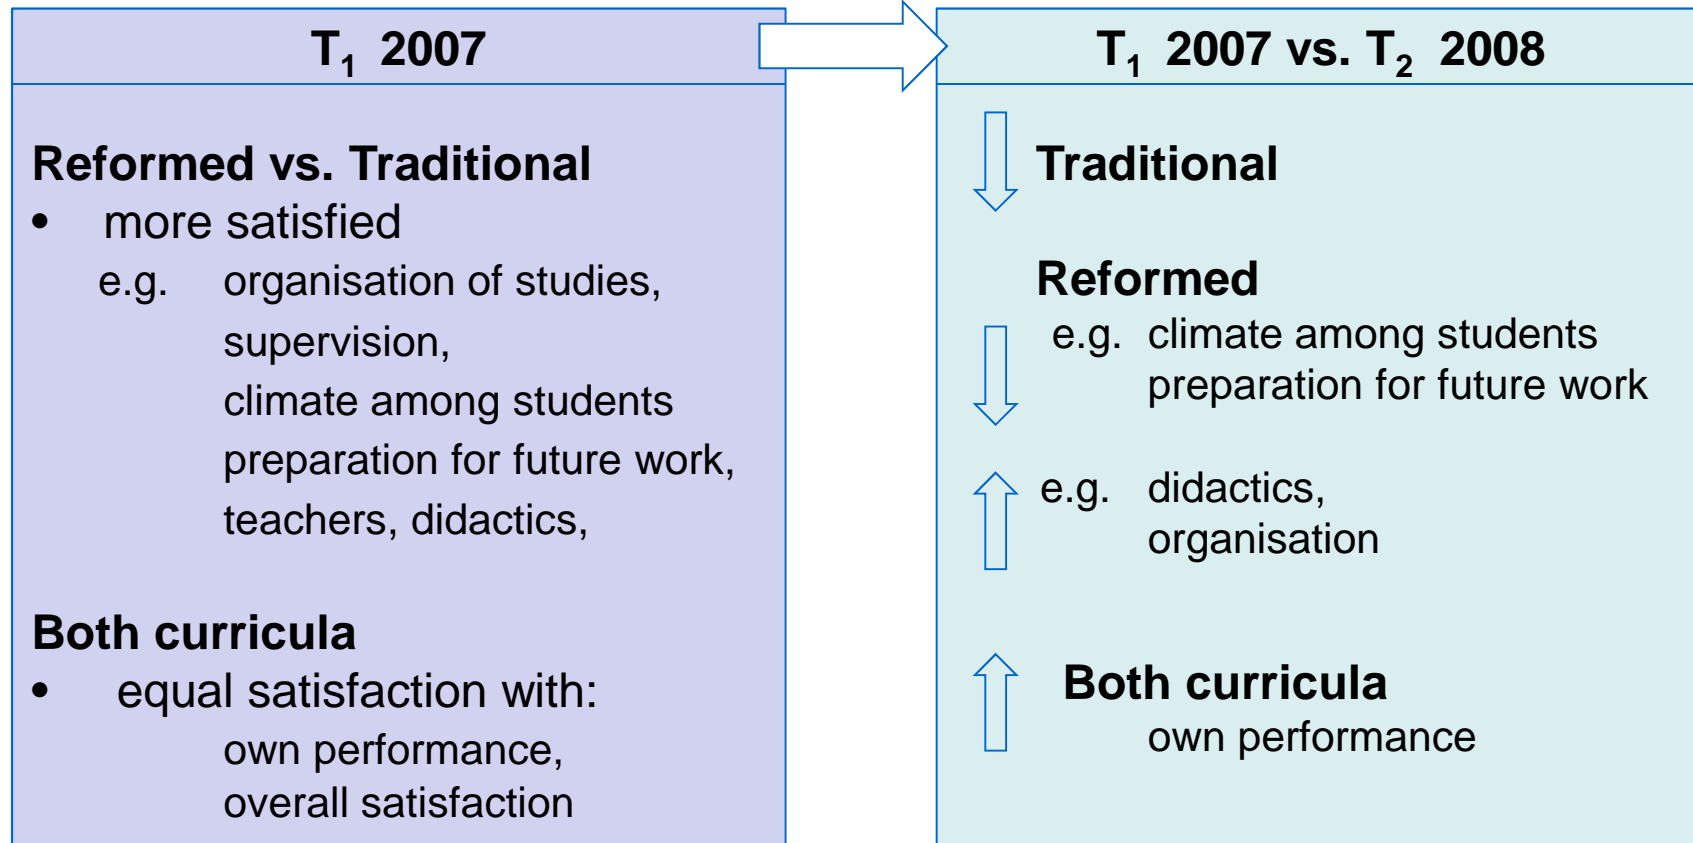 T₁ 2007
Reformed vs. Traditional
• more satisfied
e.g. organisation of studies,
supervision,
climate among students
preparation for future work,
teachers, didactics,
Both curricula
• equal satisfaction with:
own performance,
overall satisfaction
T₁ 2007 vs. T₂ 2008
Traditional
Reformed
e.g. climate among students
preparation for future work
e.g. didactics,
organisation
Both curricula
own performance